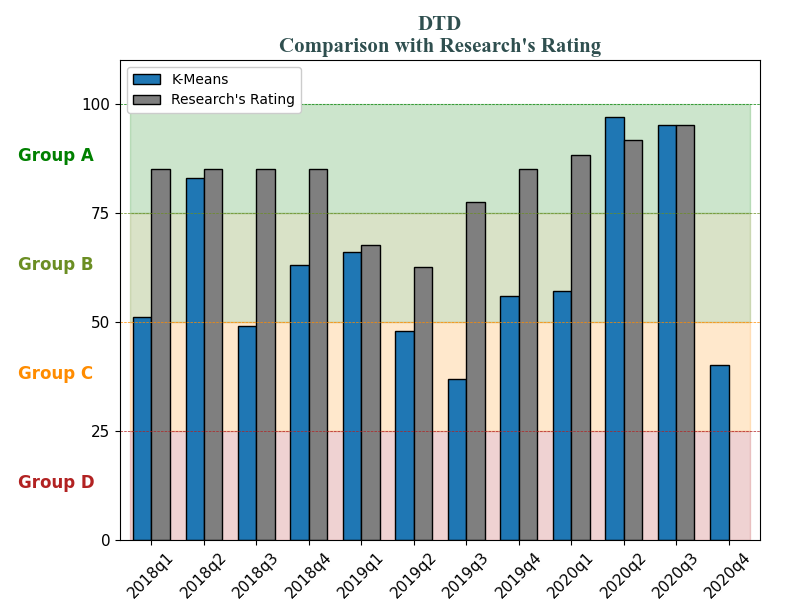 DTD
Comparison with Research's Rating
K-Means
Research's Rating
100
Group A
75
Group B
50
Group C
25
Group D
0
2018q1
2018q2
2018q3
2018q4
2019q1
2019q2
2019q3
2019q4
2020q1
2020q2
2020q3
2020q4